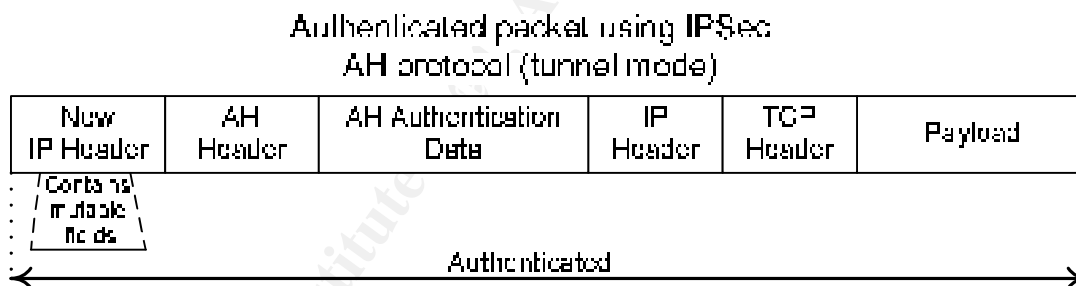 Authenticated packet using IPSec
AH protocol (tunnel mode)
New
IP Header
AH
Header
AH Authentication
Data
IP
Header
TCP
Header
Payload
Contains
mutable
fields
Authenticated